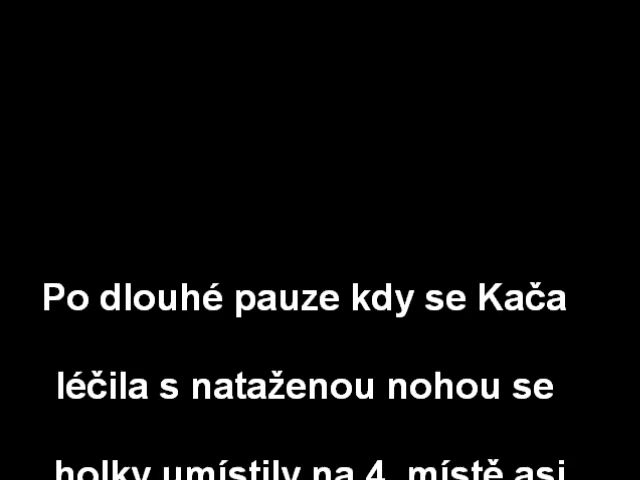 Po dlouhé pauze kdy se Kača
léčila s nataženou nohou se
holky umístily na 4. místě asi